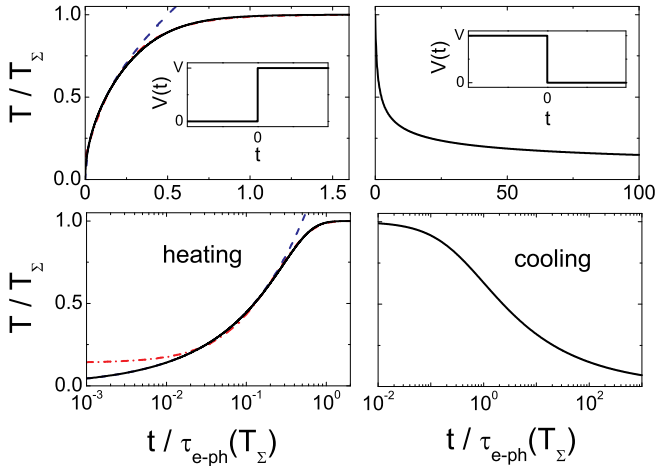 1.0
0.5
0.0
T / T_Σ
V
0
V(t)
0
t
0
0.5
1.0
1.5
V
0
V(t)
0
t
0
50
100
1.0
0.5
0.0
T / T_Σ
heating
10^-3
10^-2
10^-1
10^0
t / τ_e-ph(T_Σ)
cooling
10^-2
10^0
10^2
t / τ_e-ph(T_Σ)